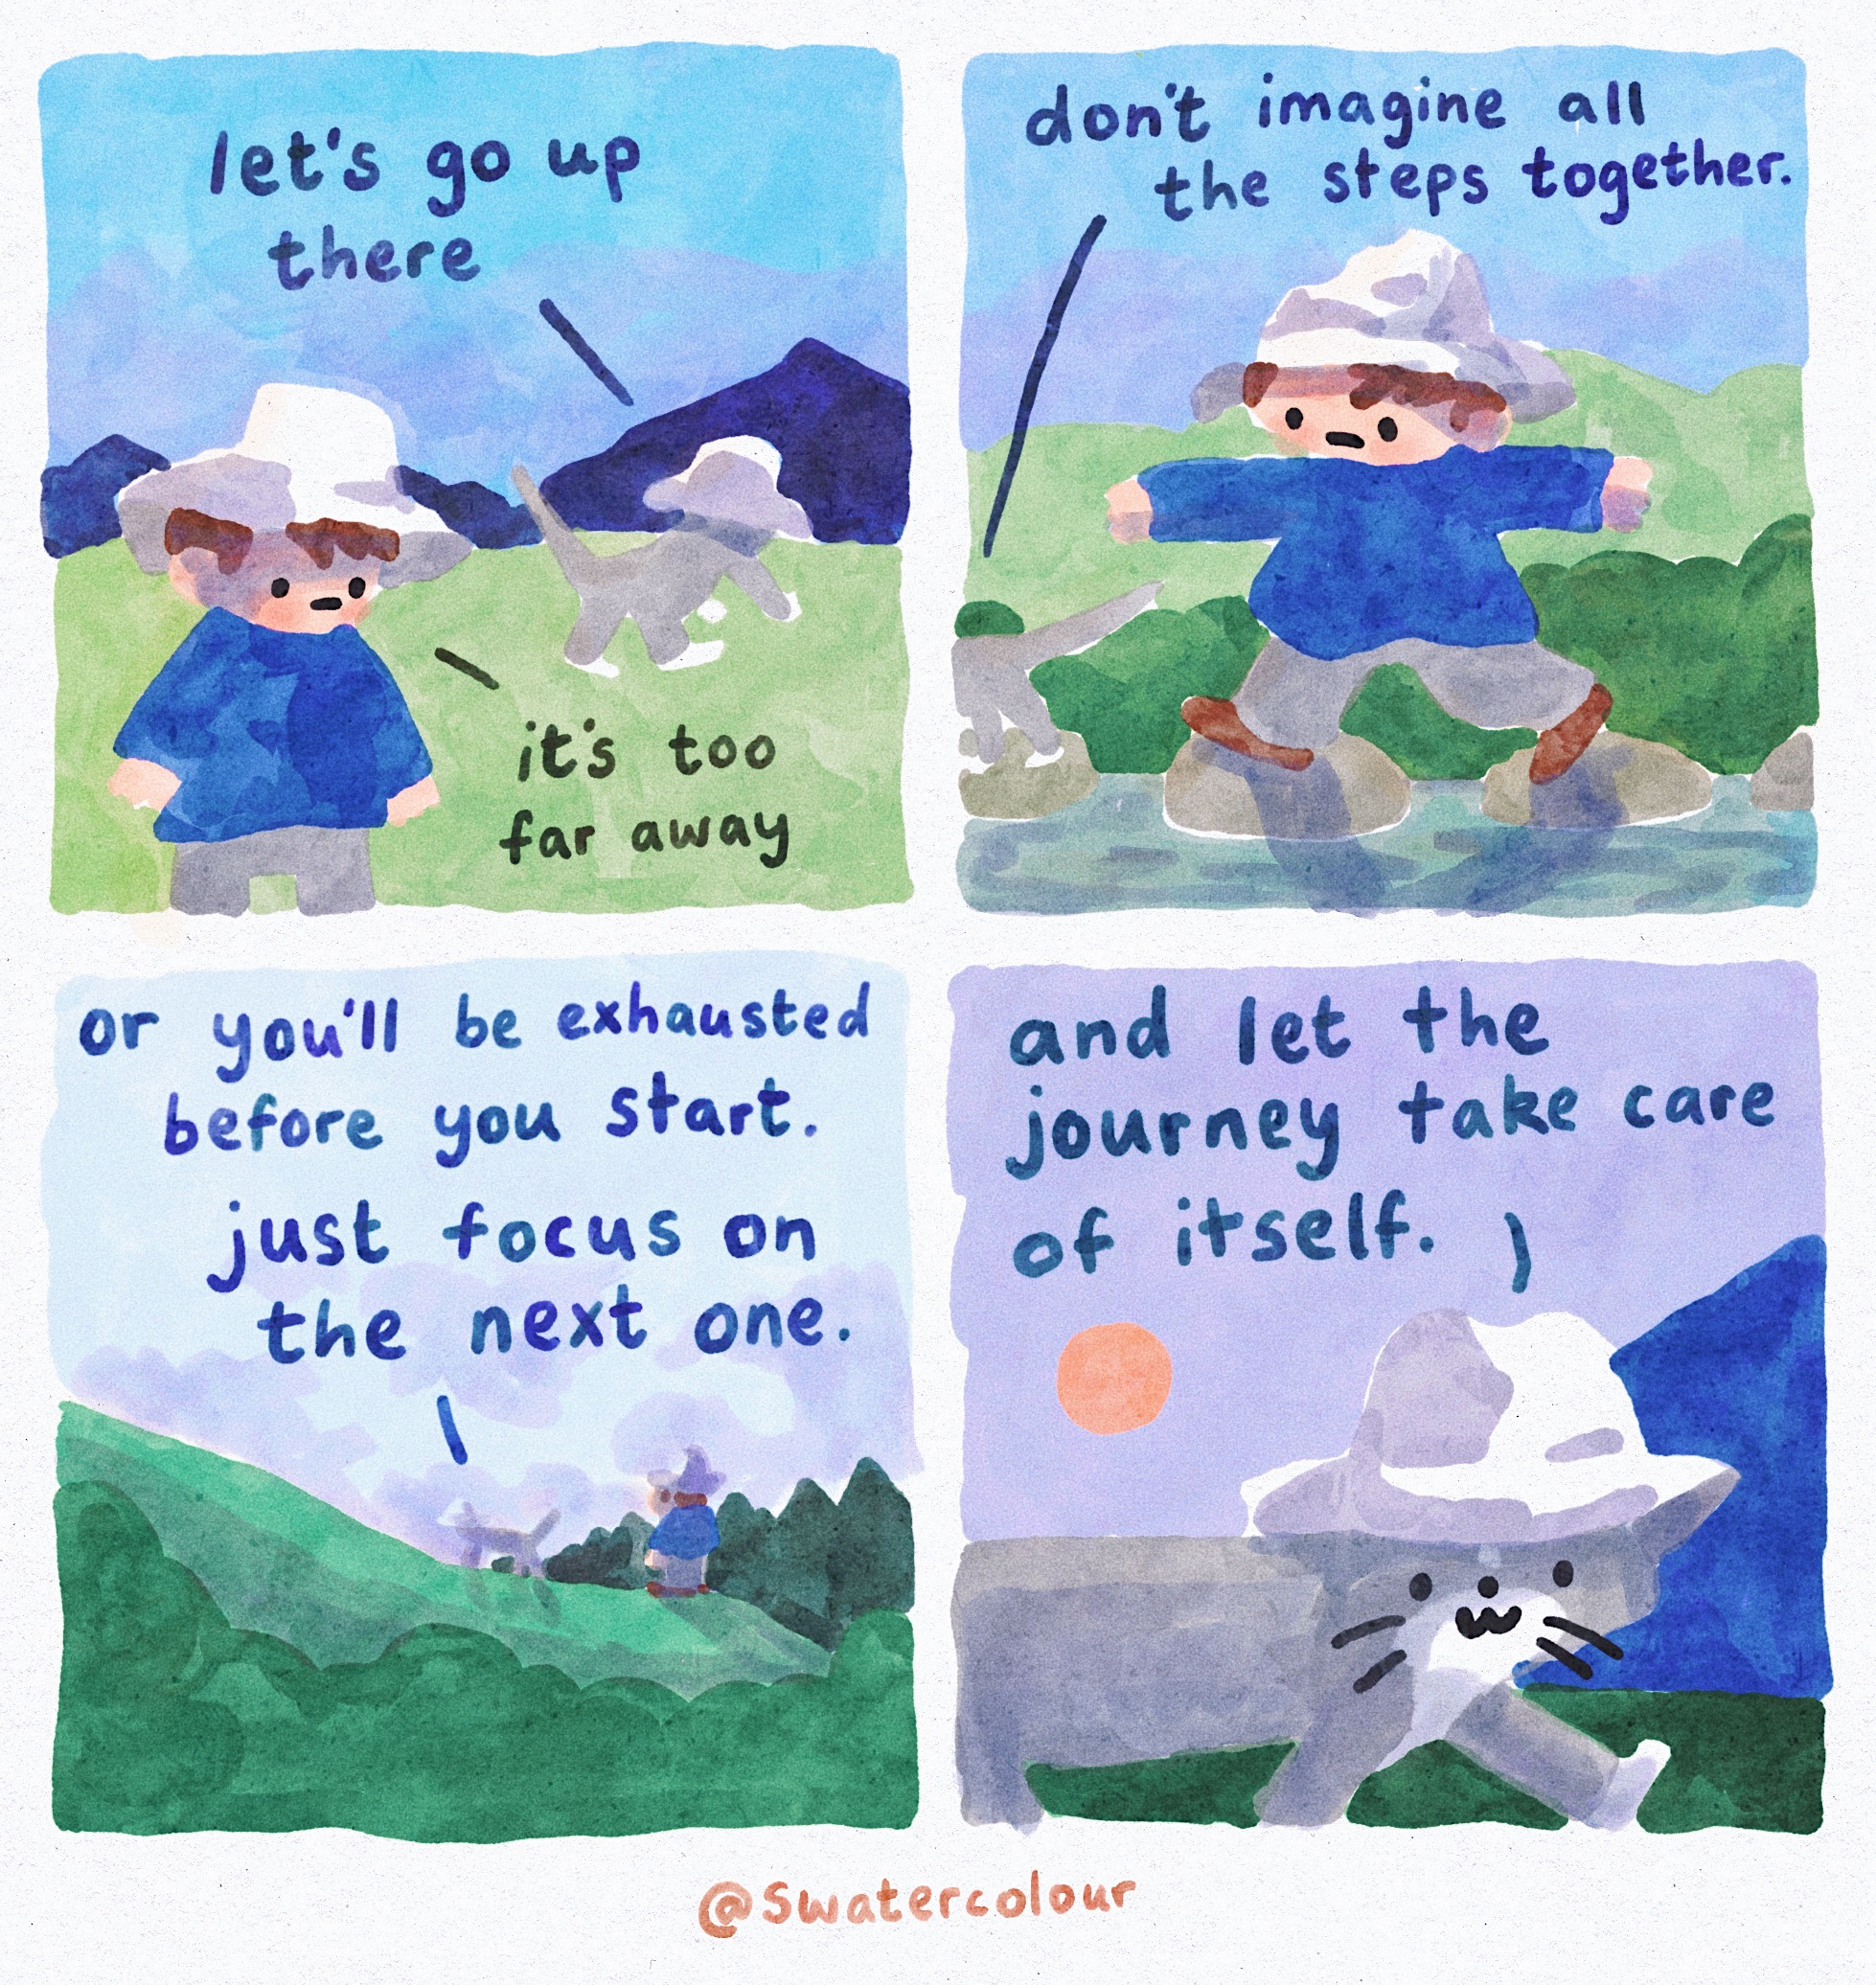 let's go up
there
it's too
far away
don't imagine all
the steps together.
or you'll be exhausted
before you start.
just focus on
the next one.
and let the
journey take care
of itself.
@Swatercolour